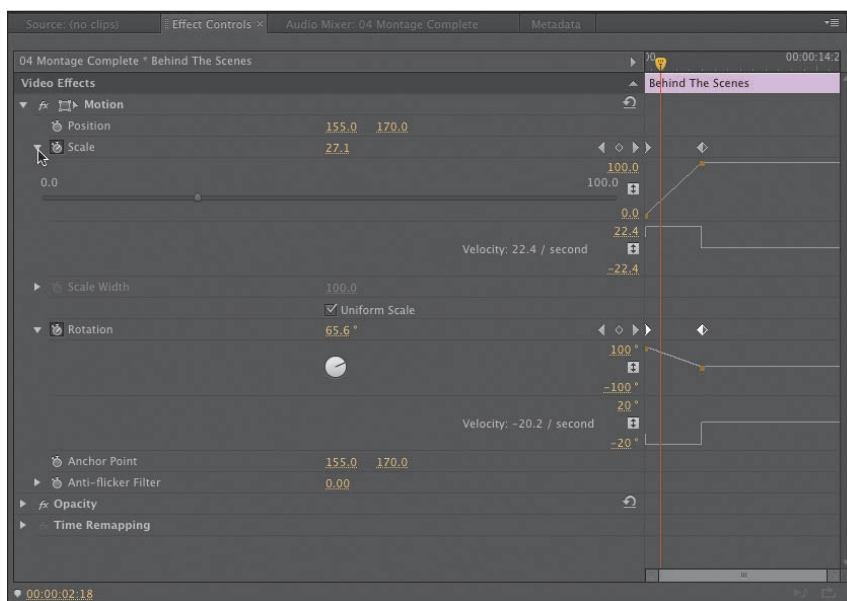 Source: (no clips) Effect Controls × Audio Mixer: 04 Montage Complete Metadata
04 Montage Complete * Behind The Scenes 00:00:14:2
Video Effects Behind The Scenes
fx Motion
Position 155.0 170.0
Scale 27.1
100.0
0.0 100.0
0.0
22.4
Velocity: 22.4 / second
-22.4
Scale Width 100.0
Uniform Scale
Rotation 65.6 °
100 °
-100 °
20 °
Velocity: -20.2 / second
-20 °
Anchor Point 155.0 170.0
Anti-flicker Filter 0.00
fx Opacity
fx Time Remapping
00:00:02:18